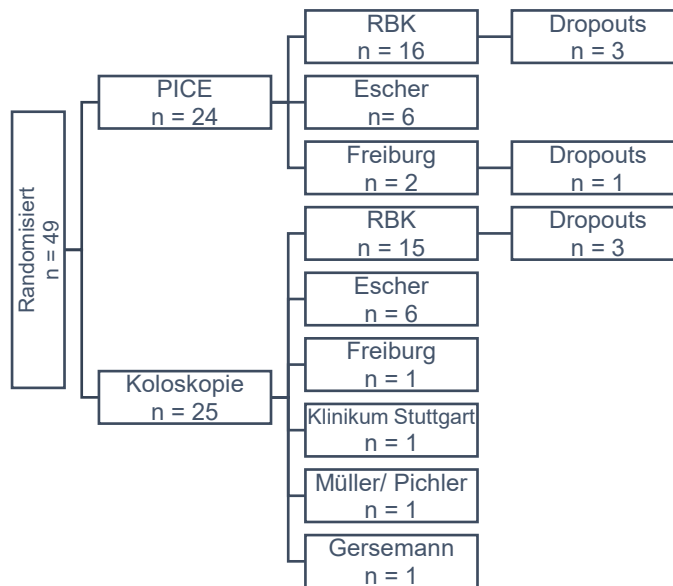 Randomisiert
n = 49
PICE
n = 24
RBK
n = 16
Dropouts
n = 3
Escher
n= 6
Freiburg
n = 2
Dropouts
n = 1
Koloskopie
n = 25
RBK
n = 15
Dropouts
n = 3
Escher
n = 6
Freiburg
n = 1
Klinikum Stuttgart
n = 1
Müller/ Pichler
n = 1
Gersemann
n = 1